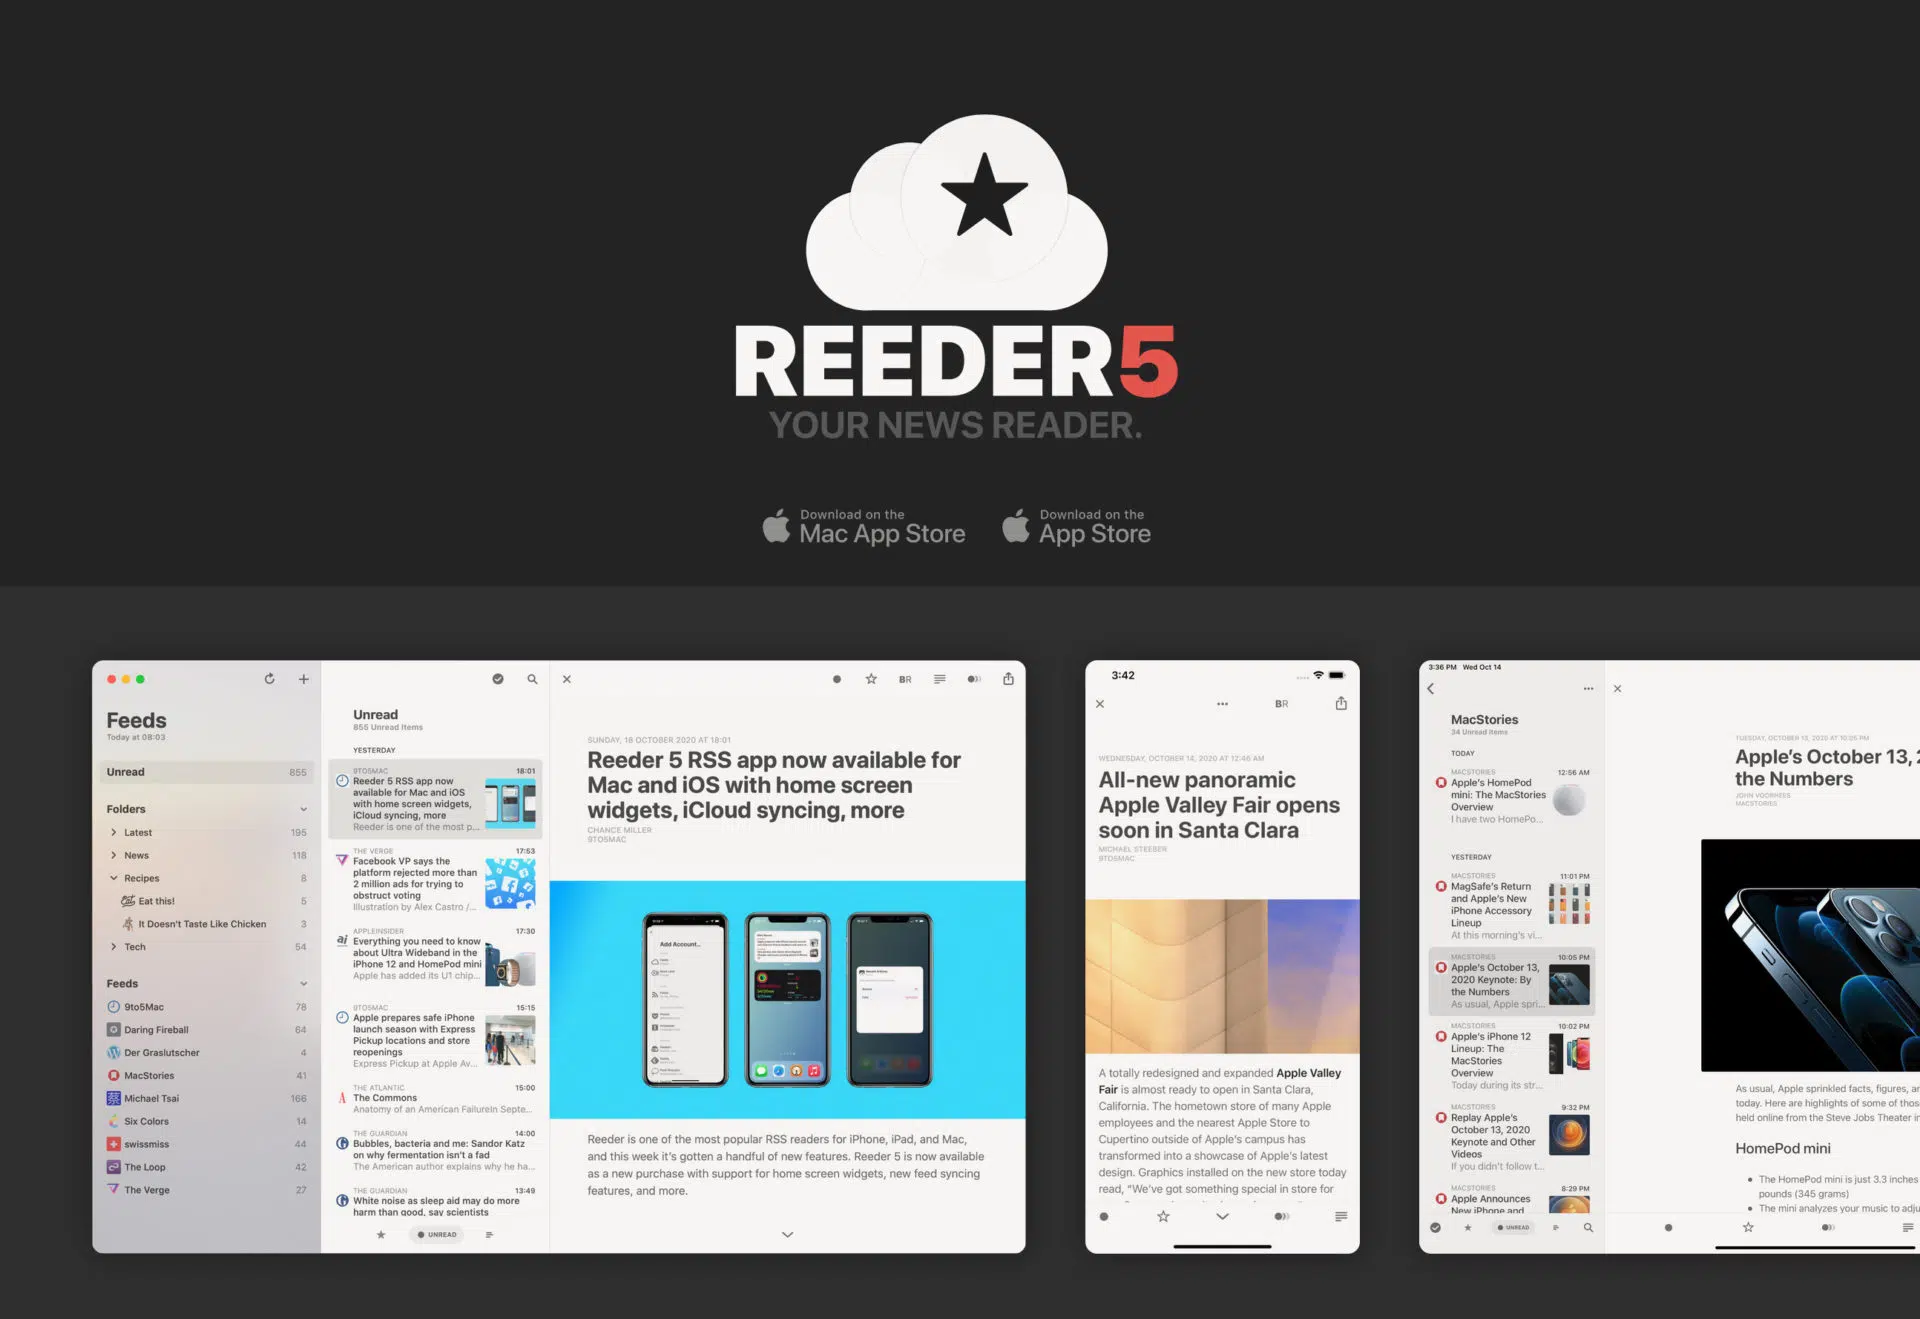 REEDER5
YOUR NEWS READER.
Download on the
Mac App Store
Download on the
App Store
Feeds
Today at 08:03
Unread 855
Folders
Latest 195
News 118
Recipes 8
Eat this! 5
It Doesn't Taste Like Chicken 3
Tech 54
Feeds
9to5Mac 78
Daring Fireball 64
Der Graslutscher 4
MacStories 41
Michael Tsai 166
Six Colors 14
swissmiss 44
The Loop 42
The Verge 27
Unread
855 Unread Items
YESTERDAY
9TO5MAC 18:01
Reeder 5 RSS app now
available for Mac and iOS
with home screen widgets,
iCloud syncing, more
Reeder is one of the most p...
THE VERGE 17:53
Facebook VP says the
platform rejected more than
2 million ads for trying to
obstruct voting
Illustration by Alex Castro /...
APPLEINSIDER 17:30
Everything you need to know
about Ultra Wideband in the
iPhone 12 and HomePod mini
Apple has added its U1 chip...
9TO5MAC 15:15
Apple prepares safe iPhone
launch season with Express
Pickup locations and store
reopenings
Express Pickup at Apple Av...
THE ATLANTIC 15:00
The Commons
Anatomy of an American FailureIn Septe...
THE GUARDIAN 14:00
Bubbles, bacteria and me: Sandor Katz
on why fermentation isn't a fad
The American author explains why he ha...
THE GUARDIAN 13:49
White noise as sleep aid may do more
harm than good, say scientists
UNREAD
BR
SUNDAY, 18 OCTOBER 2020 AT 18:01
Reeder 5 RSS app now available for
Mac and iOS with home screen
widgets, iCloud syncing, more
CHANCE MILLER
9TO5MAC
Add Account...
Reeder is one of the most popular RSS readers for iPhone, iPad, and Mac,
and this week it's gotten a handful of new features. Reeder 5 is now available
as a new purchase with support for home screen widgets, new feed syncing
features, and more.
3:42
BR
WEDNESDAY, OCTOBER 14, 2020 AT 12:46 AM
All-new panoramic
Apple Valley Fair opens
soon in Santa Clara
MICHAEL STEEBER
9TO5MAC
A totally redesigned and expanded Apple Valley
Fair is almost ready to open in Santa Clara,
California. The hometown store of many Apple
employees and the nearest Apple Store to
Cupertino outside of Apple's campus has
transformed into a showcase of Apple's latest
design. Graphics installed on the new store today
read, "We've got something special in store for
3:36 PM Wed Oct 14
MacStories
34 Unread Items
TODAY
MACSTORIES 12:56 AM
Apple's HomePod
mini: The MacStories
Overview
I have two HomePo...
YESTERDAY
MACSTORIES 11:01 PM
MagSafe's Return
and Apple's New
iPhone Accessory
Lineup
At this morning's vi...
MACSTORIES 10:05 PM
Apple's October 13,
2020 Keynote: By
the Numbers
As usual, Apple spri...
MACSTORIES 10:02 PM
Apple's iPhone 12
Lineup: The
MacStories
Overview
Today during its str...
MACSTORIES 9:32 PM
Replay Apple's
October 13, 2020
Keynote and Other
Videos
If you didn't follow t...
MACSTORIES 8:29 PM
Apple Announces
New iPhone and
UNREAD
TUESDAY, OCTOBER 13, 2020 AT 10:05 PM
Apple's October 13, 2
the Numbers
JOHN VOORHEES
MACSTORIES
As usual, Apple sprinkled facts, figures, an
today. Here are highlights of some of thos
held online from the Steve Jobs Theater in
HomePod mini
The HomePod mini is just 3.3 inches
pounds (345 grams)
The mini analyzes your music to adju